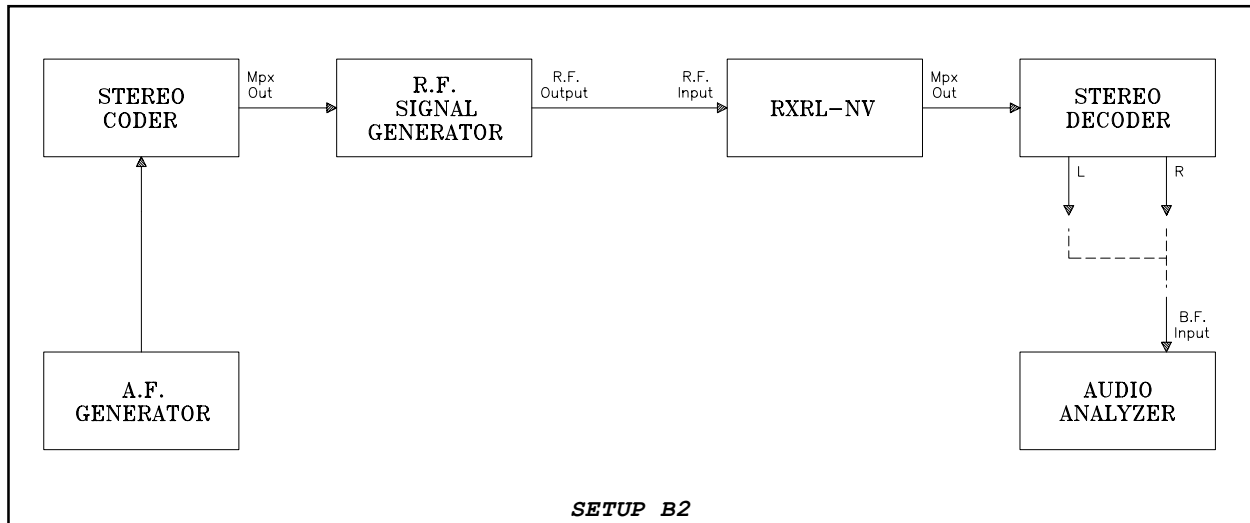 STEREO
CODER
Mpx
Out
R.F.
SIGNAL
GENERATOR
R.F.
Output
R.F.
Input
RXRL-NV
Mpx
Out
STEREO
DECODER
L
R
B.F.
Input
A.F.
GENERATOR
AUDIO
ANALYZER
SETUP B2